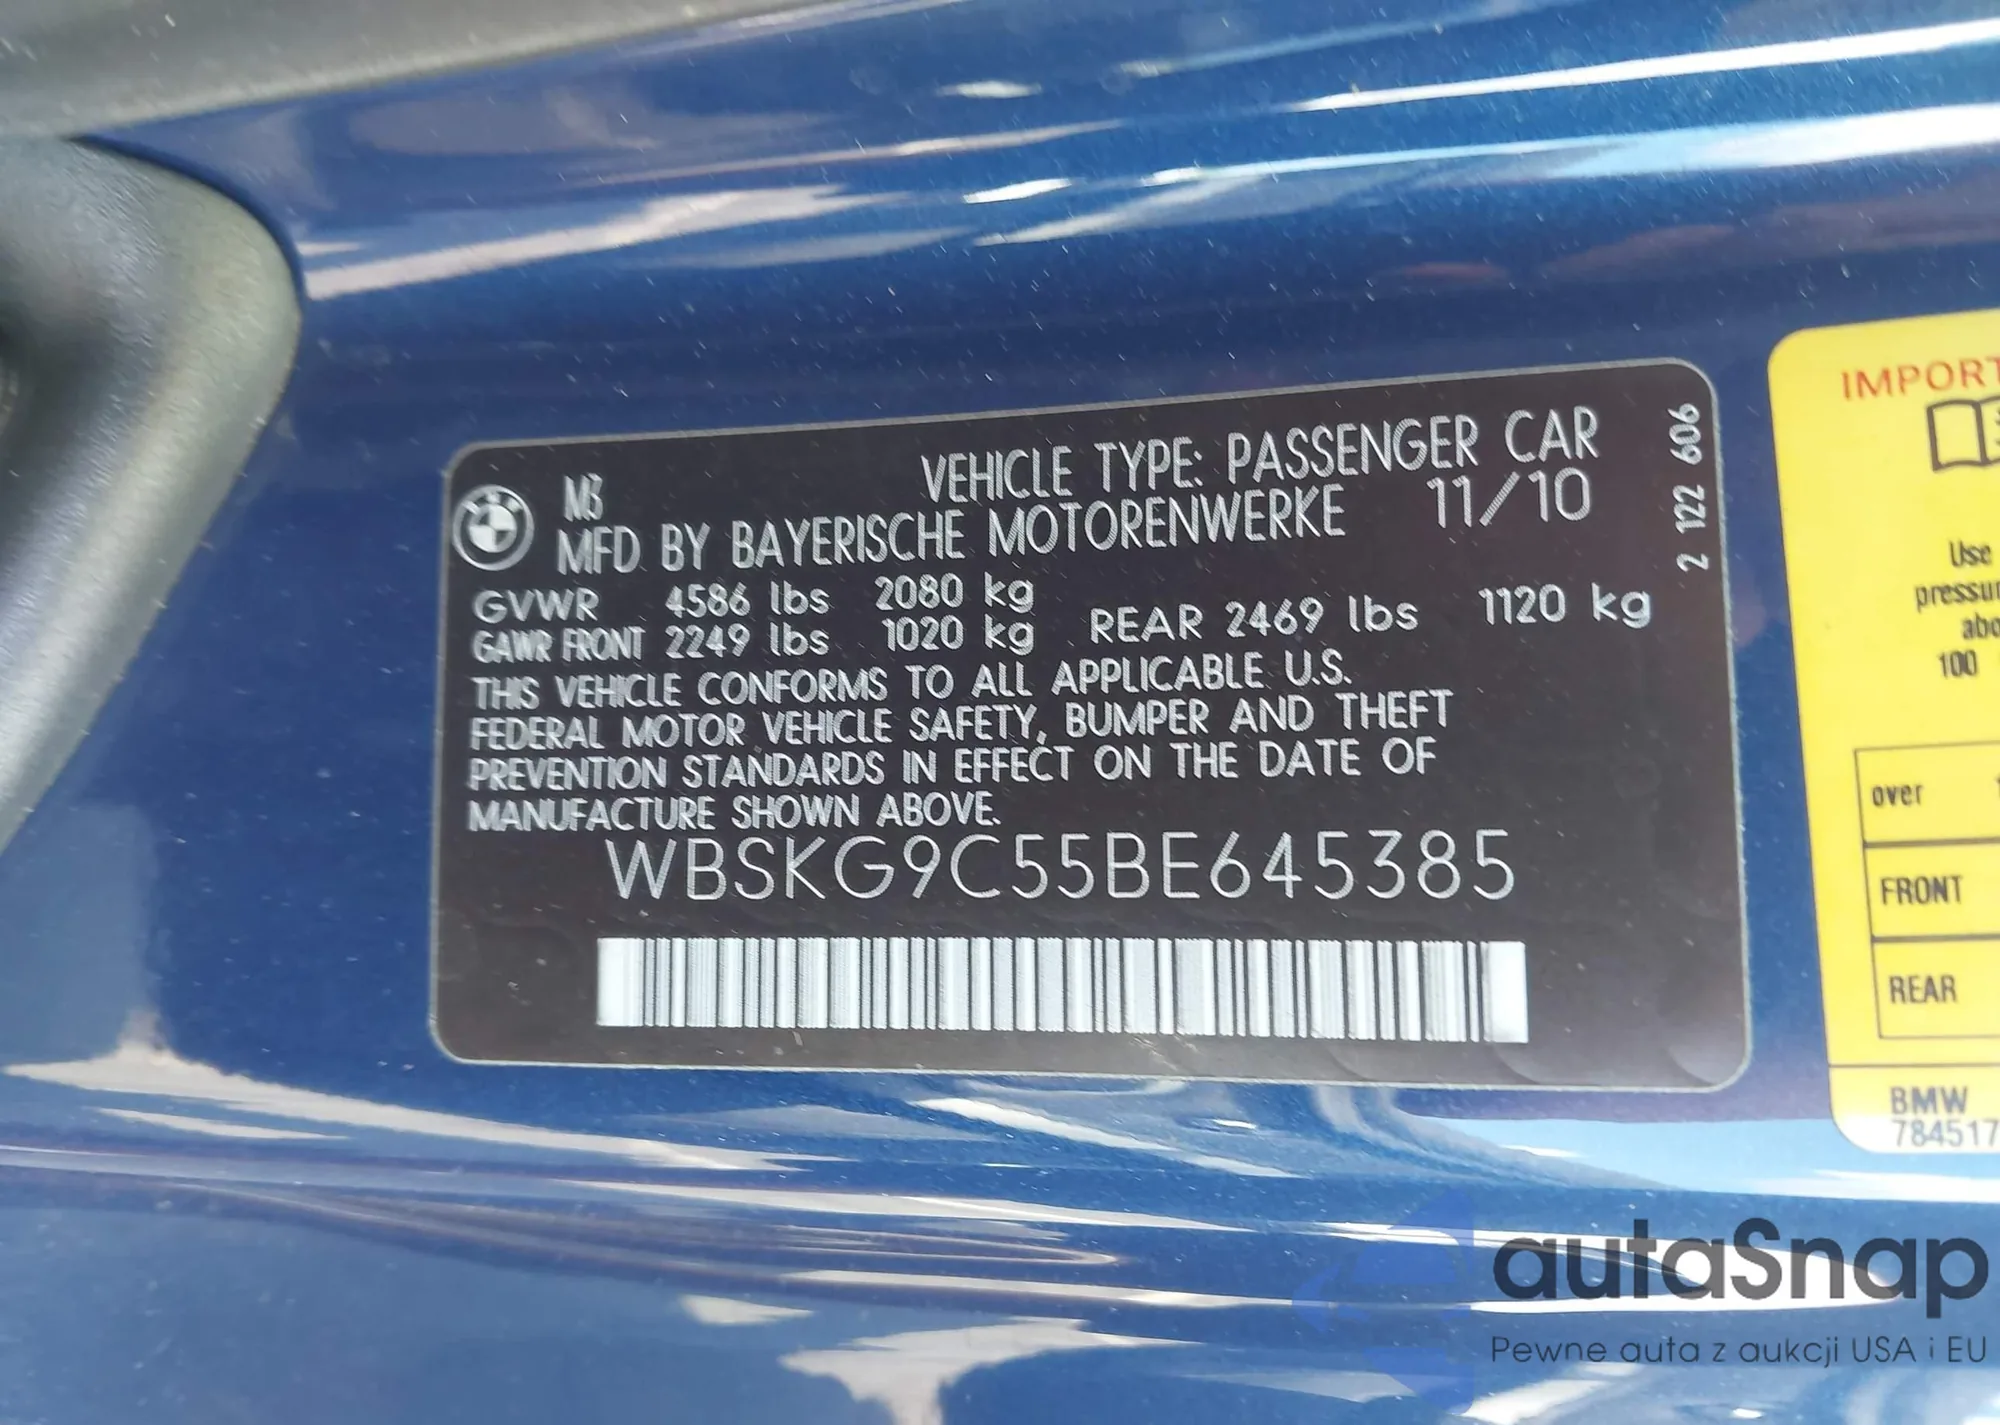 VEHICLE TYPE: PASSENGER CAR
M3
MFD BY BAYERISCHE MOTORENWERKE 11/10
GVWR 4586 lbs 2080 kg
GAWR FRONT 2249 lbs 1020 kg REAR 2469 lbs 1120 kg
THIS VEHICLE CONFORMS TO ALL APPLICABLE U.S.
FEDERAL MOTOR VEHICLE SAFETY, BUMPER AND THEFT
PREVENTION STANDARDS IN EFFECT ON THE DATE OF
MANUFACTURE SHOWN ABOVE.
WBSKG9C55BE645385
2 122 606
IMPORT
Use
pressur
abo
100
over 1
FRONT
REAR
BMW
784517
autaSnap
Pewne auta z aukcji USA i EU